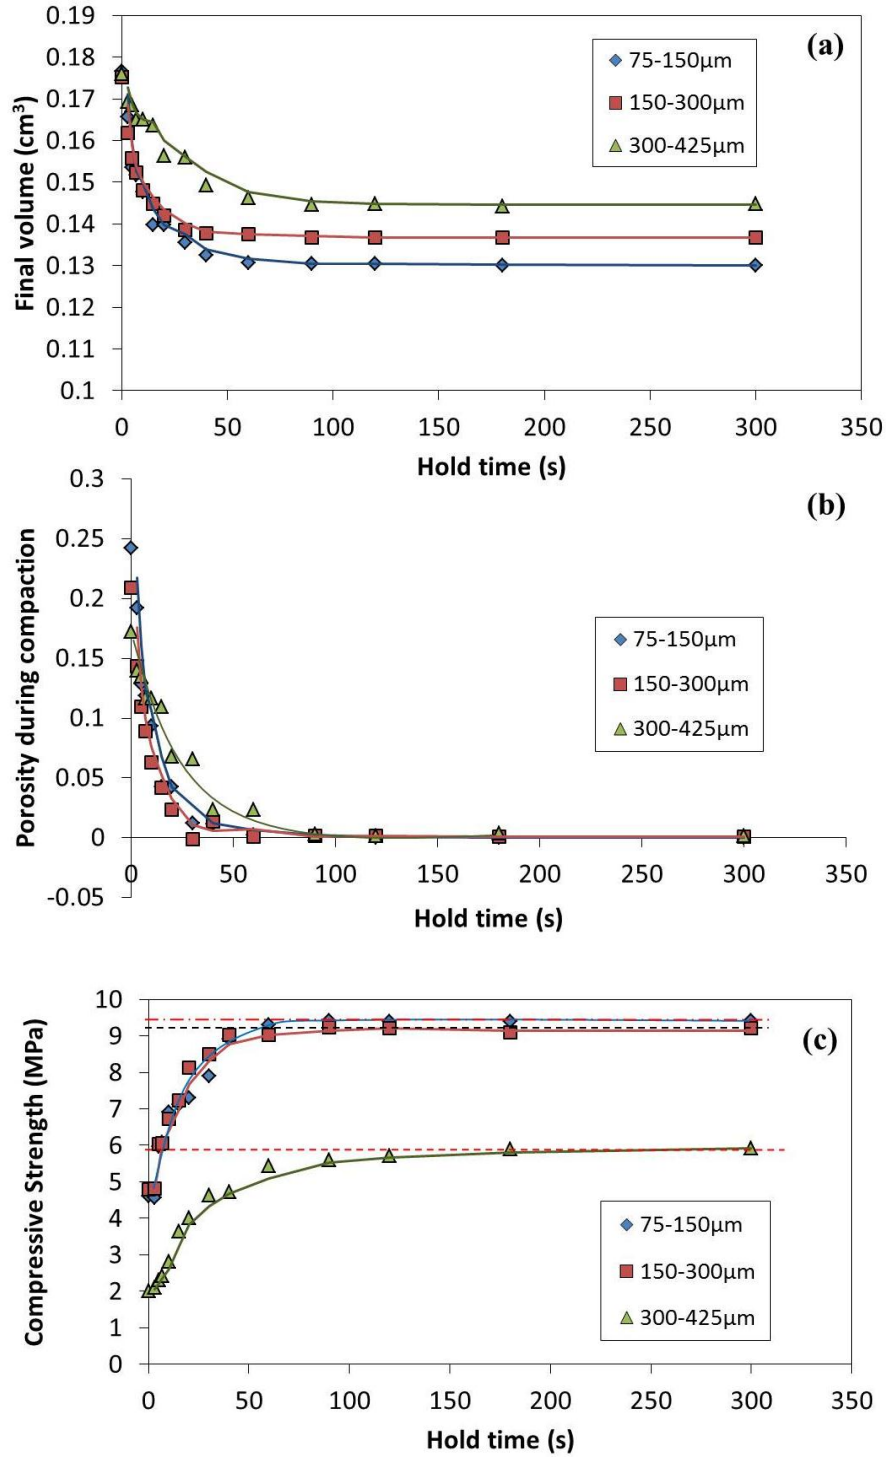 (a)
0.19
0.18
0.17
0.16
0.15
0.14
0.13
0.12
0.11
0.1
Final volume (cm³)
75-150µm
150-300µm
300-425µm
0 50 100 150 200 250 300 350
Hold time (s)
(b)
0.3
0.25
0.2
0.15
0.1
0.05
0
-0.05
Porosity during compaction
75-150µm
150-300µm
300-425µm
0 50 100 150 200 250 300 350
Hold time (s)
(c)
10
9
8
7
6
5
4
3
2
1
0
Compressive Strength (MPa)
75-150µm
150-300µm
300-425µm
0 50 100 150 200 250 300 350
Hold time (s)